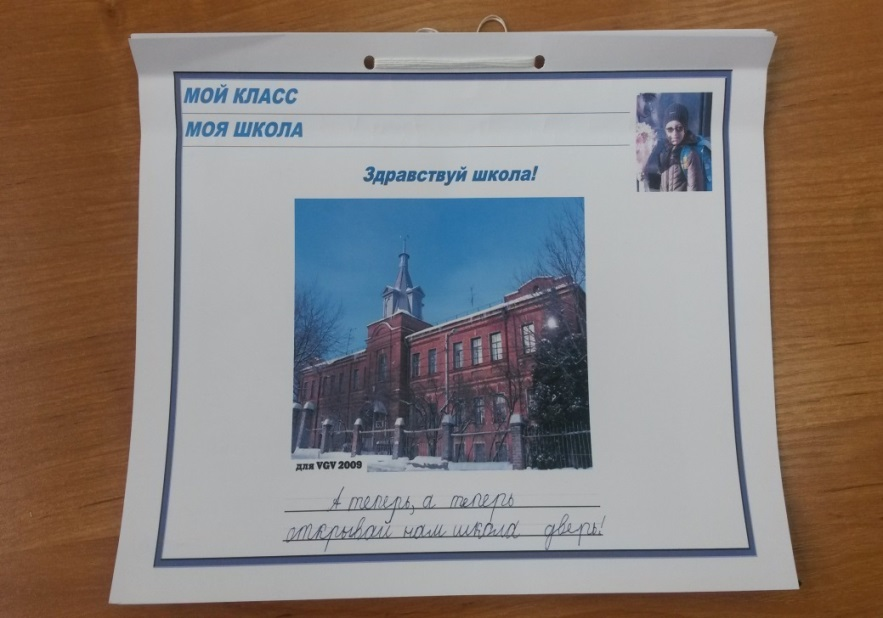 МОЙ КЛАСС
МОЯ ШКОЛА
Здравствуй школа!
для VGV 2009
А теперь, а теперь
открывай нам школа дверь!